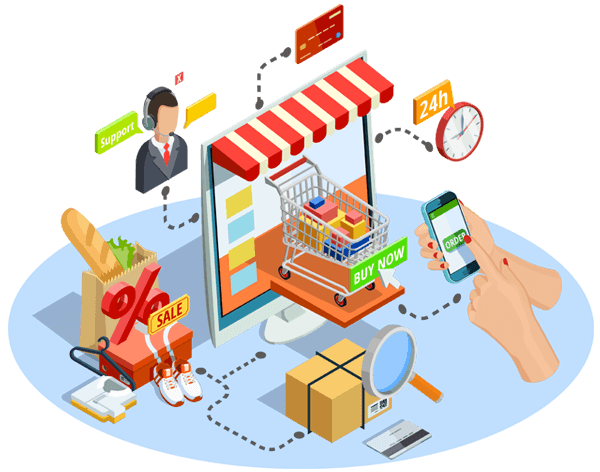 X
24h
Support
ORDER
BUY NOW
SALE
%